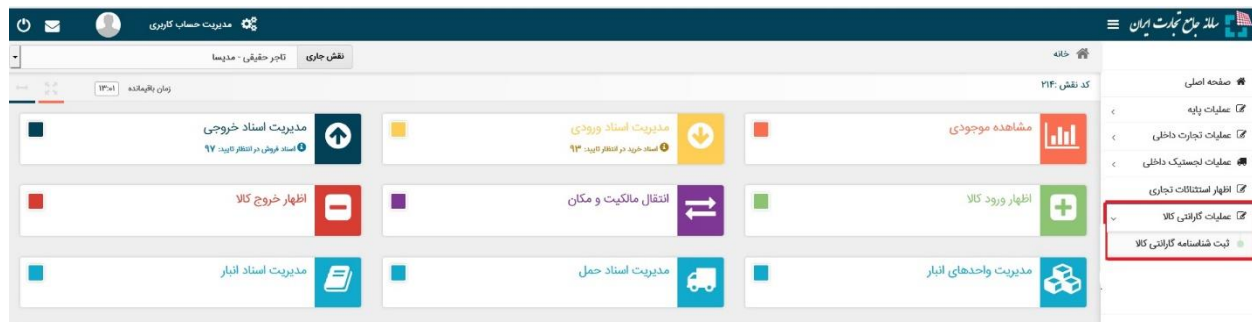 سامانه جامع تجارت ایران
مدیریت حساب کاربری
خانه
نقش جاری
تاجر حقیقی - مدیسا
کد نقش :۲۱۴
زمان باقیمانده ۱۳:۰۱
صفحه اصلی
عملیات پایه
عملیات تجارت داخلی
عملیات لجستیک داخلی
اظهار استثنائات تجاری
عملیات گارانتی کالا
ثبت شناسنامه گارانتی کالا
مشاهده موجودی
مدیریت اسناد ورودی
اسناد خرید در انتظار تایید: ۹۳
مدیریت اسناد خروجی
اسناد فروش در انتظار تایید: ۹۷
اظهار ورود کالا
انتقال مالکیت و مکان
اظهار خروج کالا
مدیریت واحدهای انبار
مدیریت اسناد حمل
مدیریت اسناد انبار